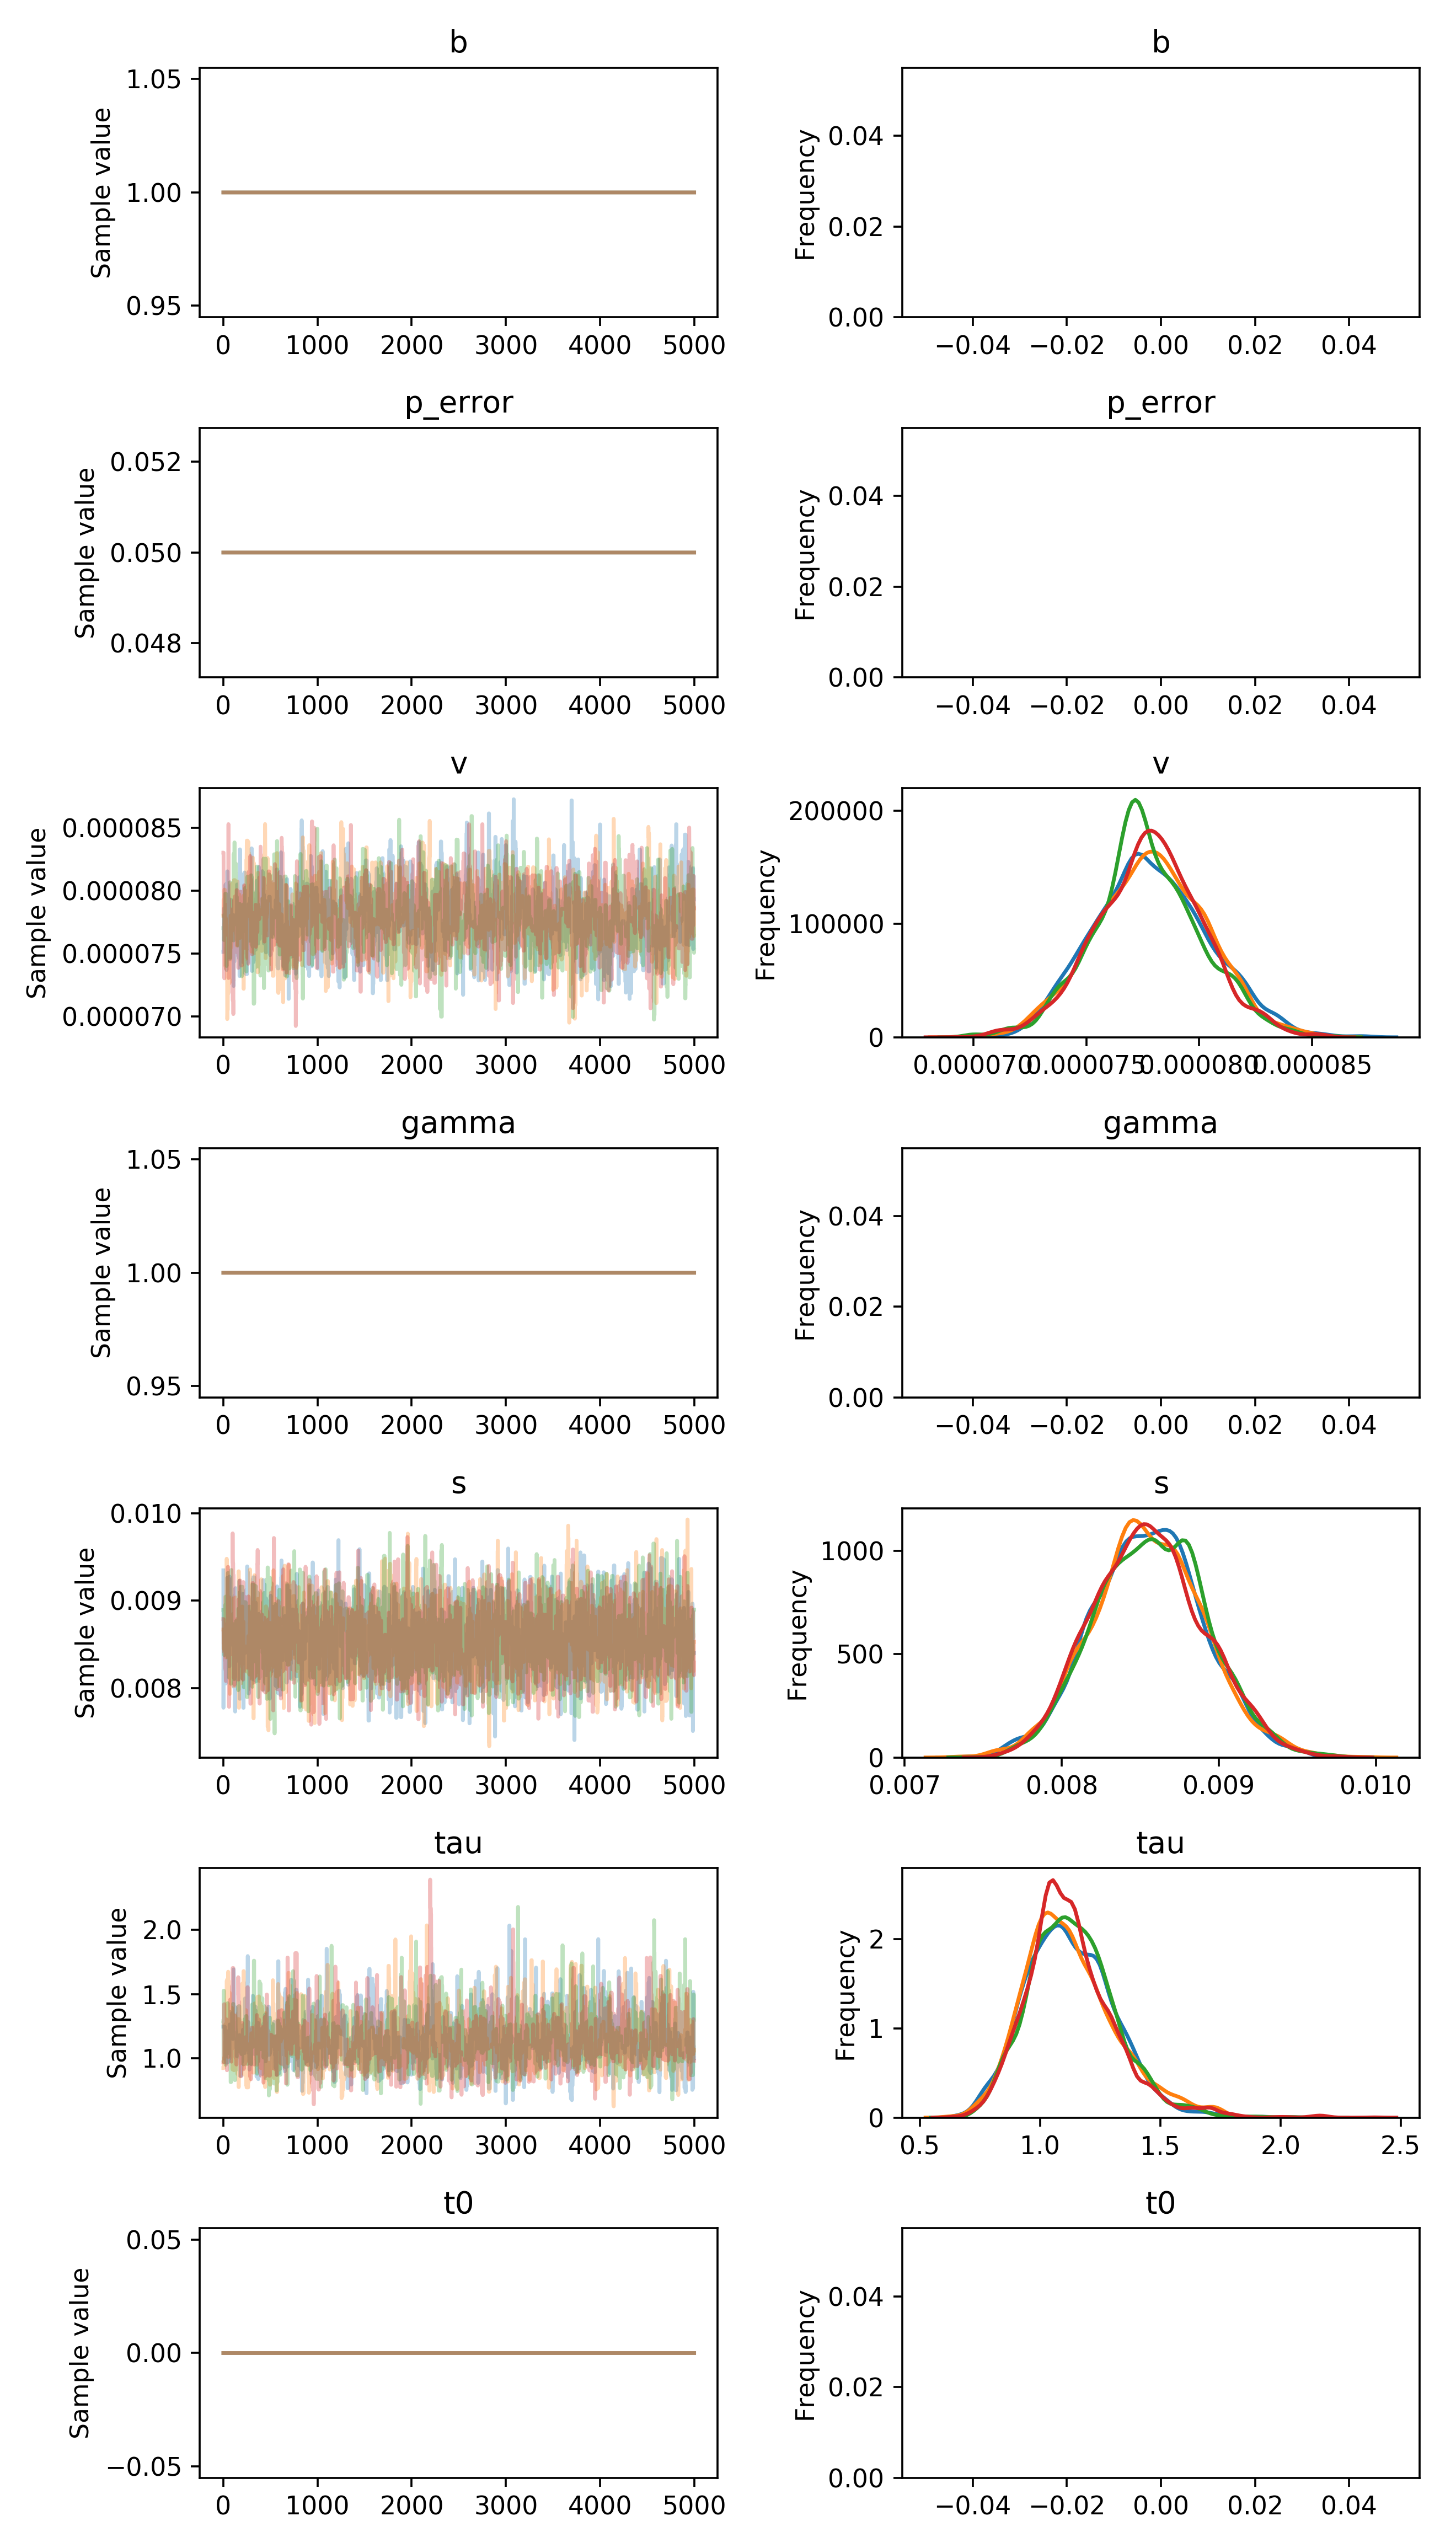 b b
Sample value 1.05 1.00 0.95
0 1000 2000 3000 4000 5000
Frequency 0.04 0.02 0.00
−0.04 −0.02 0.00 0.02 0.04
p_error p_error
Sample value 0.052 0.050 0.048
0 1000 2000 3000 4000 5000
Frequency 0.04 0.02 0.00
−0.04 −0.02 0.00 0.02 0.04
v v
Sample value 0.000085 0.000080 0.000075 0.000070
0 1000 2000 3000 4000 5000
Frequency 200000 100000 0
0.000070 0.000075 0.000080 0.000085
gamma gamma
Sample value 1.05 1.00 0.95
0 1000 2000 3000 4000 5000
Frequency 0.04 0.02 0.00
−0.04 −0.02 0.00 0.02 0.04
s s
Sample value 0.010 0.009 0.008
0 1000 2000 3000 4000 5000
Frequency 1000 500 0
0.007 0.008 0.009 0.010
tau tau
Sample value 2.0 1.5 1.0
0 1000 2000 3000 4000 5000
Frequency 2 1 0
0.5 1.0 1.5 2.0 2.5
t0 t0
Sample value 0.05 0.00 −0.05
0 1000 2000 3000 4000 5000
Frequency 0.04 0.02 0.00
−0.04 −0.02 0.00 0.02 0.04